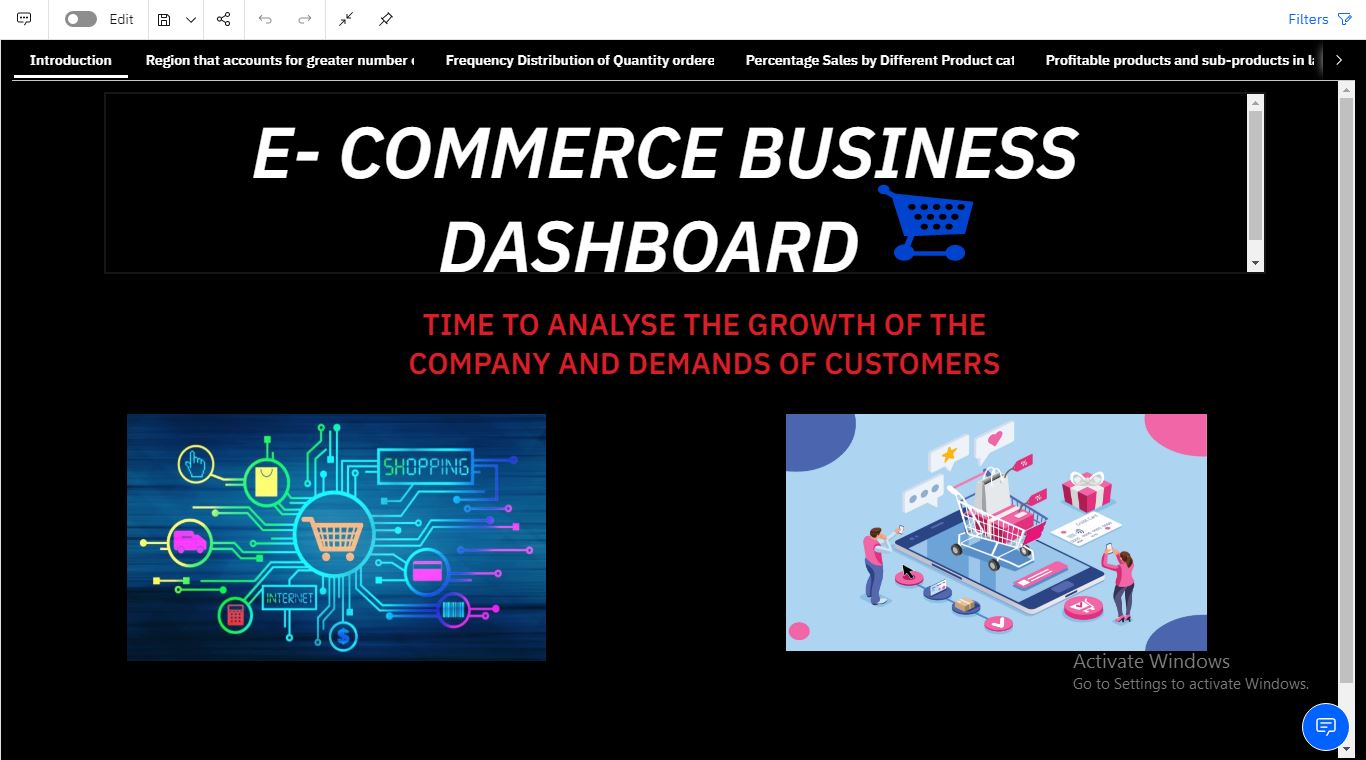 Edit
Filters
Introduction
Region that accounts for greater number
Frequency Distribution of Quantity ordere
Percentage Sales by Different Product cat
Profitable products and sub-products in la
E- COMMERCE BUSINESS
DASHBOARD
TIME TO ANALYSE THE GROWTH OF THE
COMPANY AND DEMANDS OF CUSTOMERS
SHOPPING
INTERNET
$
%
%
Activate Windows
Go to Settings to activate Windows.